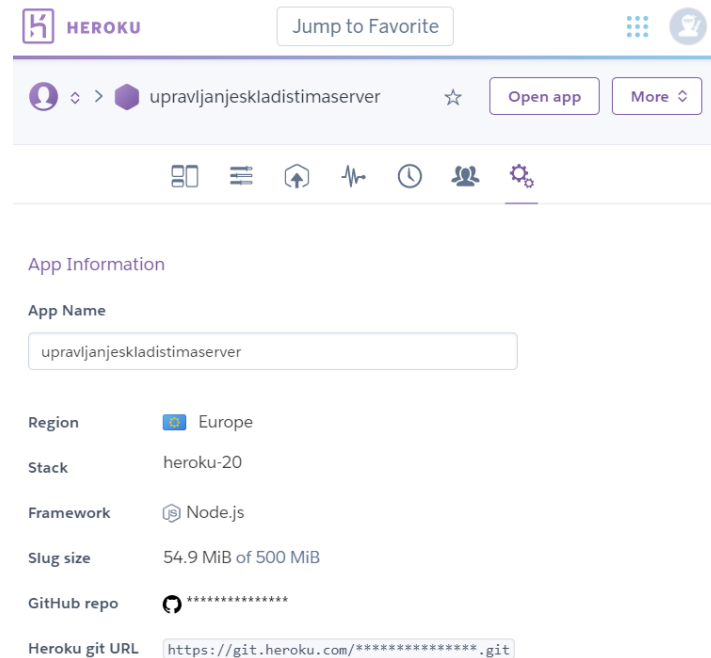 HEROKU
Jump to Favorite
upravljanjeskladistimaserver
Open app
More
App Information
App Name
upravljanjeskladistimaserver
Region Europe
Stack heroku-20
Framework Node.js
Slug size 54.9 MiB of 500 MiB
GitHub repo ***************
Heroku git URL https://git.heroku.com/***************.git